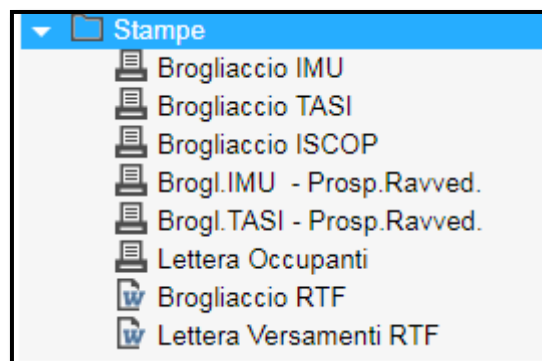 Stampe
Brogliaccio IMU
Brogliaccio TASI
Brogliaccio ISCOP
Brogl.IMU - Prosp.Ravved.
Brogl.TASI - Prosp.Ravved.
Lettera Occupanti
Brogliaccio RTF
Lettera Versamenti RTF